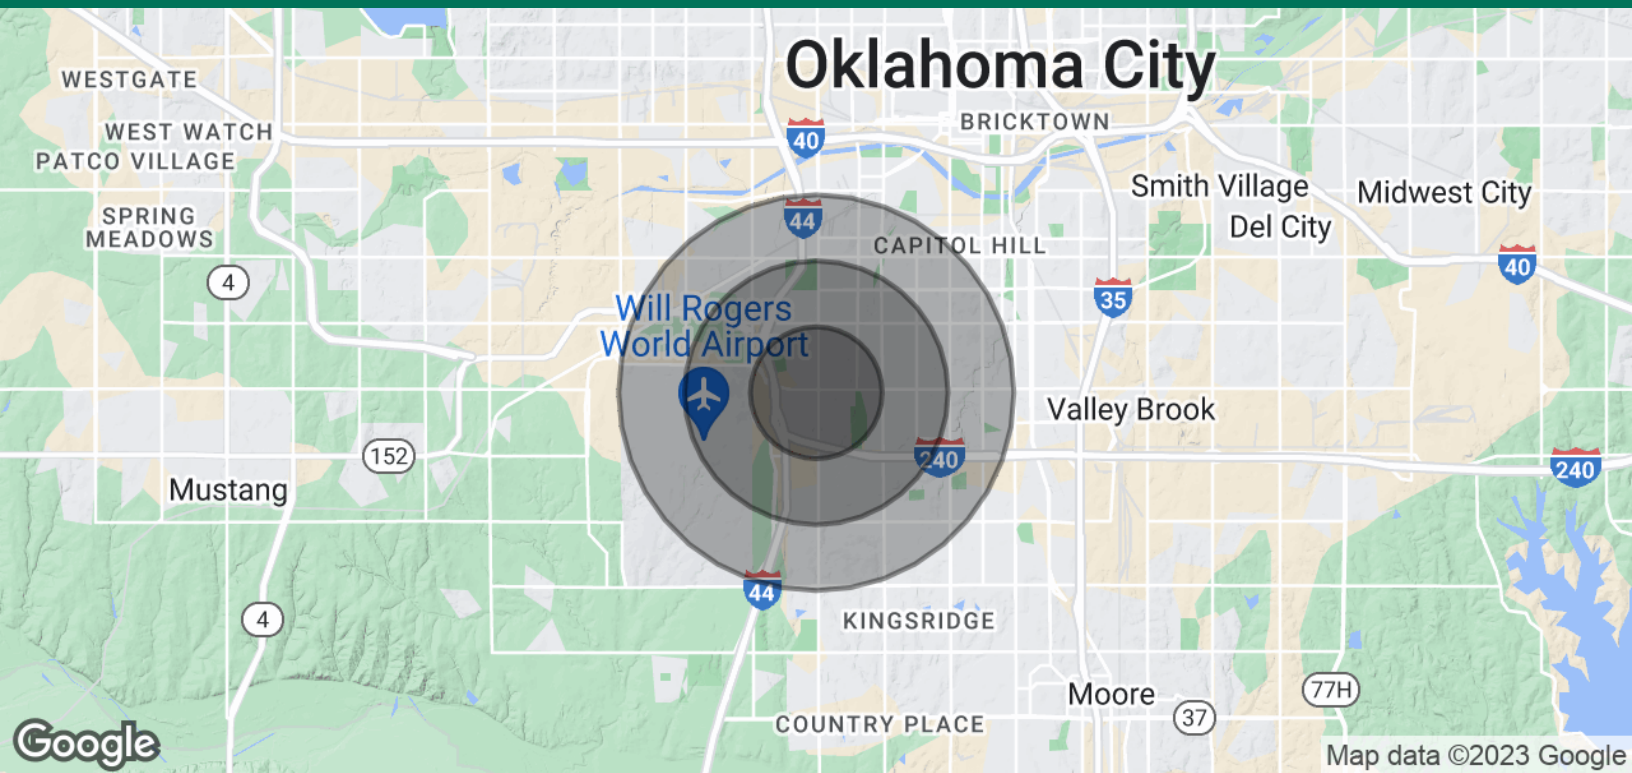 Oklahoma City
WESTGATE
WEST WATCH
BRICKTOWN
40
PATCO VILLAGE
Smith Village
Midwest City
SPRING
MEADOWS
44
Del City
CAPITOL HILL
4
40
35
Will Rogers
World Airport
Valley Brook
152
240
240
Mustang
44
4
KINGSRIDGE
Moore
77H
37
COUNTRY PLACE
Google
Map data ©2023 Google